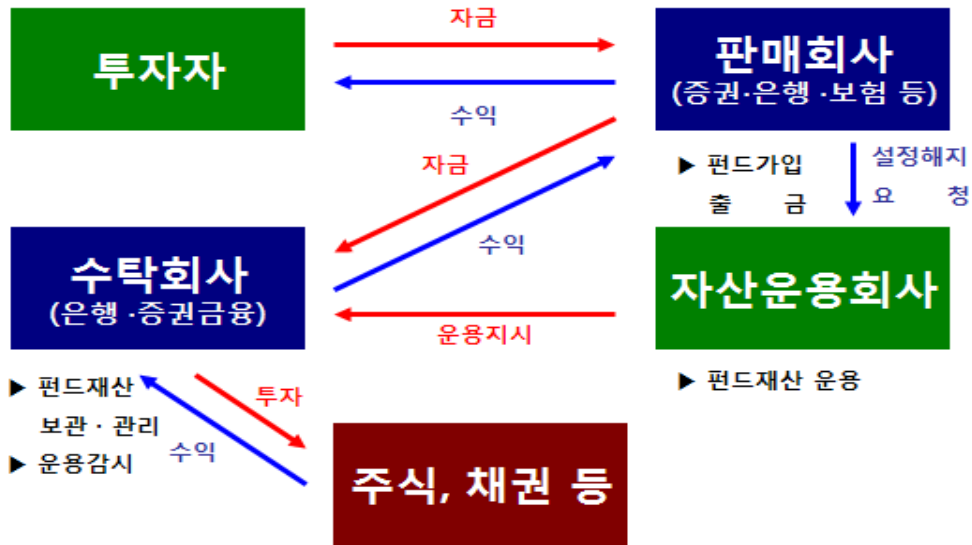 자금
투자자
판매회사
(증권·은행 ·보험 등)
수익
자금
▶ 펀드가입
출 금
설정해지
요 청
수익
수탁회사
(은행 ·증권금융)
자산운용회사
운용지시
▶ 펀드재산
보관 · 관리
▶ 운용감시
투자
수익
▶ 펀드재산 운용
주식, 채권 등